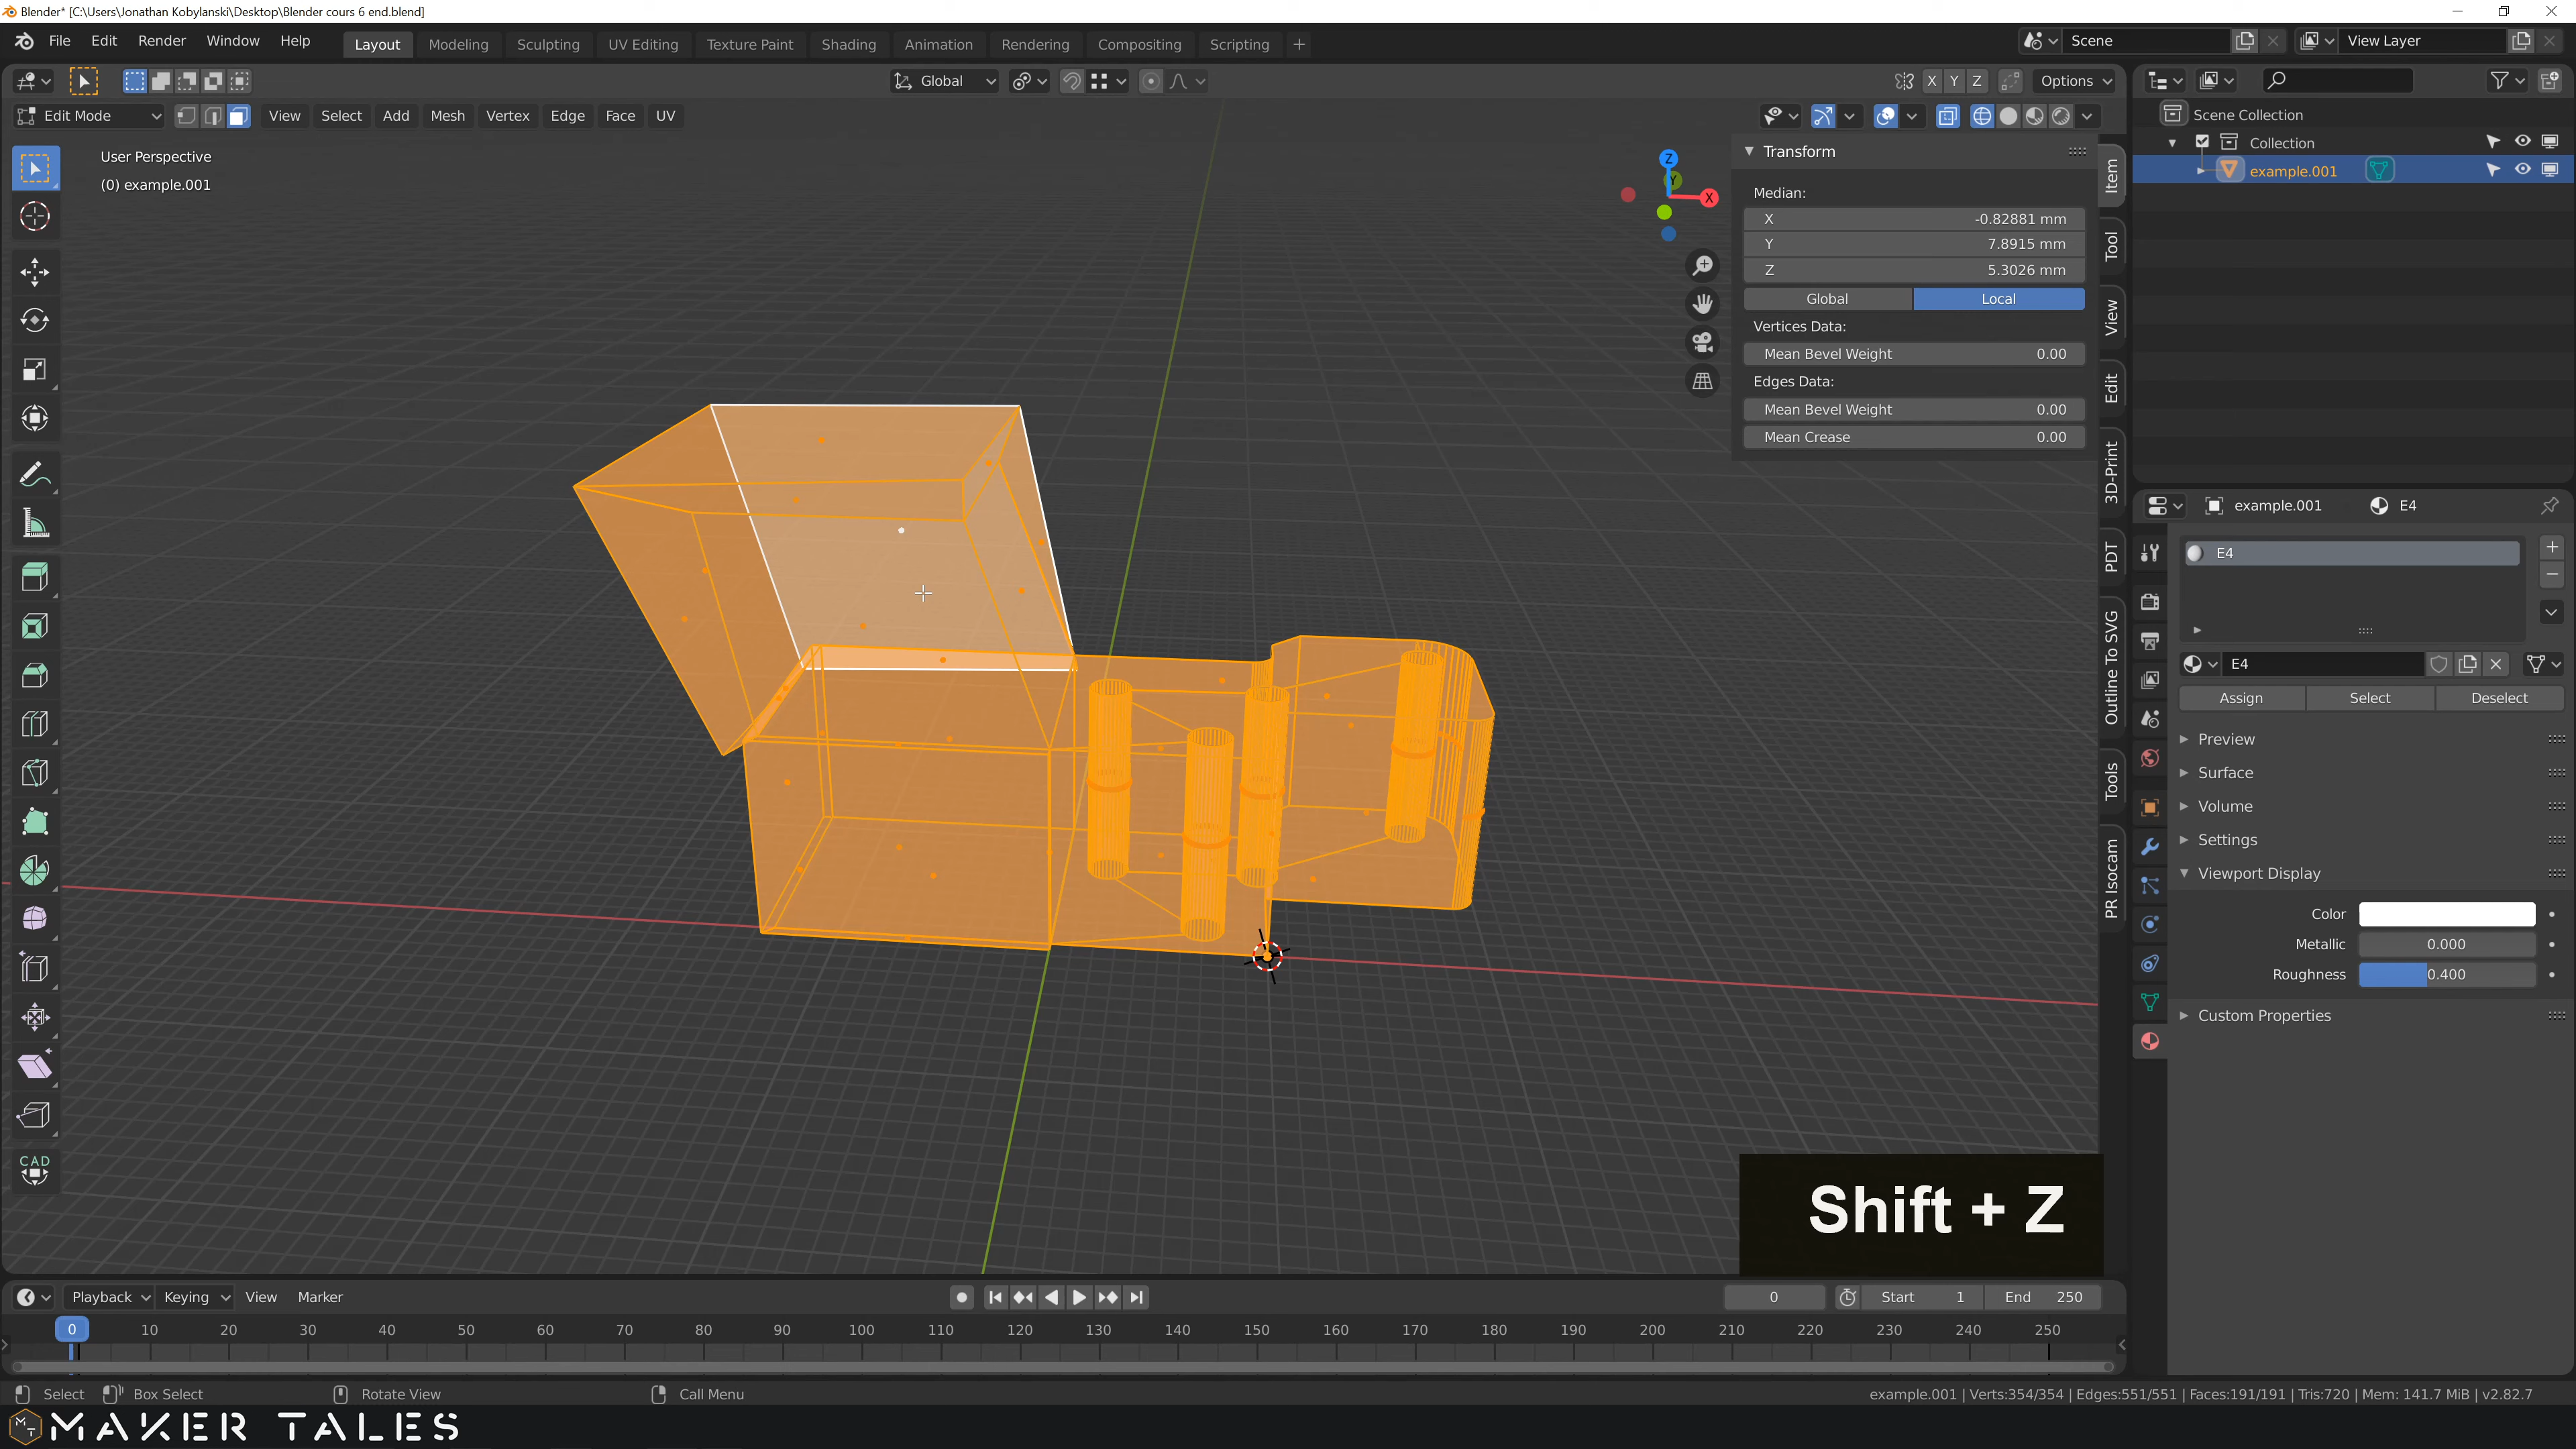 Blender* [C:\Users\Jonathan Kobylanski\Desktop\Blender cours 6 end.blend]
File Edit Render Window Help Layout Modeling Sculpting UV Editing Texture Paint Shading Animation Rendering Compositing Scripting + Scene View Layer
Global X Y Z Options
Edit Mode View Select Add Mesh Vertex Edge Face UV
User Perspective
(0) example.001
Z
Y
X
Transform
Median:
X -0.82881 mm
Y 7.8915 mm
Z 5.3026 mm
Global Local
Vertices Data:
Mean Bevel Weight 0.00
Edges Data:
Mean Bevel Weight 0.00
Mean Crease 0.00
Item
Tool
View
Edit
3D-Print
PDT
Outline To SVG
Tools
PR Isocam
Scene Collection
Collection
example.001
example.001 E4
E4
E4
Assign Select Deselect
Preview
Surface
Volume
Settings
Viewport Display
Color
Metallic 0.000
Roughness 0.400
Custom Properties
CAD
Shift + Z
Playback Keying View Marker 0 Start 1 End 250
0 10 20 30 40 50 60 70 80 90 100 110 120 130 140 150 160 170 180 190 200 210 220 230 240 250
Select Box Select Rotate View Call Menu example.001 | Verts:354/354 | Edges:551/551 | Faces:191/191 | Tris:720 | Mem: 141.7 MiB | v2.82.7
MT MAKER TALES